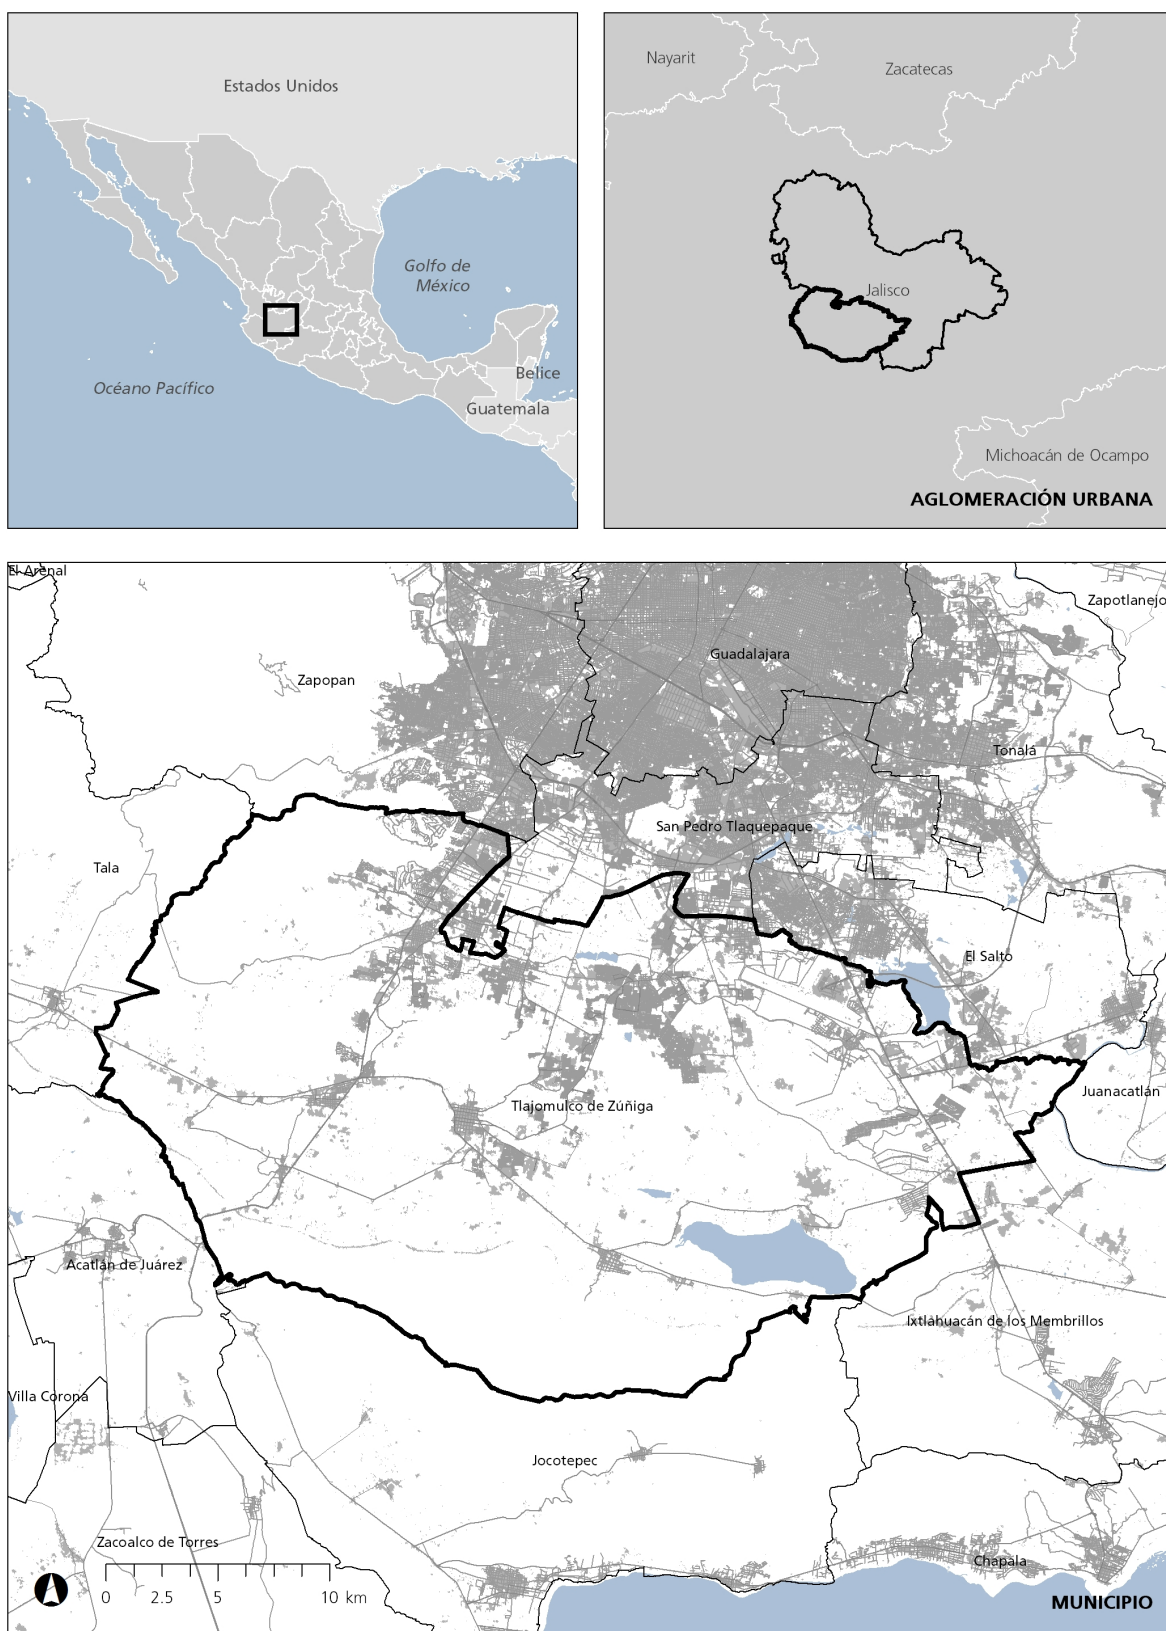 Estados Unidos
Golfo de
México
Océano Pacífico
Belice
Guatemala
Nayarit
Zacatecas
Jalisco
Michoacán de Ocampo
AGLOMERACIÓN URBANA
El Arenal
Zapotlanejo
Guadalajara
Zapopan
Tonalá
San Pedro Tlaquepaque
Tala
El Salto
Juanacatlán
Tlajomulco de Zúñiga
Acatlán de Juárez
Ixtlahuacán de los Membrillos
Villa Corona
Jocotepec
Zacoalco de Torres
Chapala
0 2.5 5 10 km
MUNICIPIO